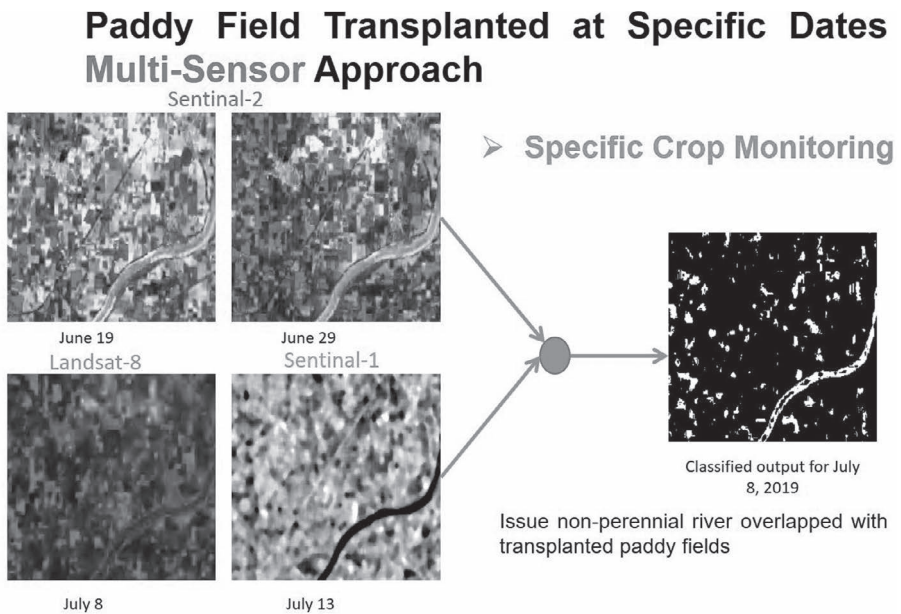 Paddy Field Transplanted at Specific Dates
Multi-Sensor Approach
Sentinal-2
➢ Specific Crop Monitoring
June 19
June 29
Landsat-8
Sentinal-1
Classified output for July
8, 2019
Issue non-perennial river overlapped with
transplanted paddy fields
July 8
July 13